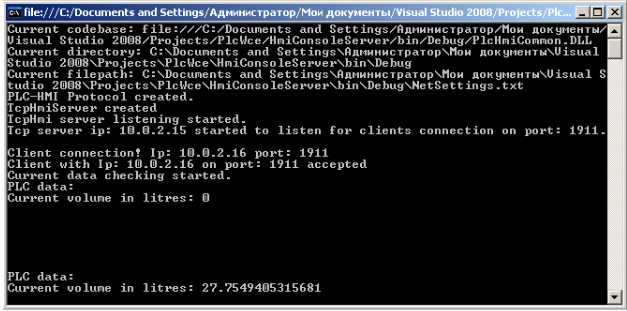 file:///C:/Documents and Settings/Администратор/Мои документы/Visual Studio 2008/Projects/Plc...
Current codebase: file:///C:/Documents and Settings/Администратор/Мои документы/
Visual Studio 2008/Projects/PlcWce/HmiConsoleServer/bin/Debug/PlcHmiCommon.DLL
Current directory: C:\Documents and Settings\Администратор\Мои документы\Visual
Studio 2008\Projects\PlcWce\HmiConsoleServer\bin\Debug
Current filepath: C:\Documents and Settings\Администратор\Мои документы\Visual S
tudio 2008\Projects\PlcWce\HmiConsoleServer\bin\Debug\NetSettings.txt
PLC-HMI Protocol created.
TcpHmiServer created
TcpHmi server listening started.
Tcp server ip: 10.0.2.15 started to listen for clients connection on port: 1911.
Client connection! Ip: 10.0.2.16 port: 1911
Client with Ip: 10.0.2.16 on port: 1911 accepted
Current data checking started.
PLC data:
Current volume in litres: 0
PLC data:
Current volume in litres: 27.7549405315681